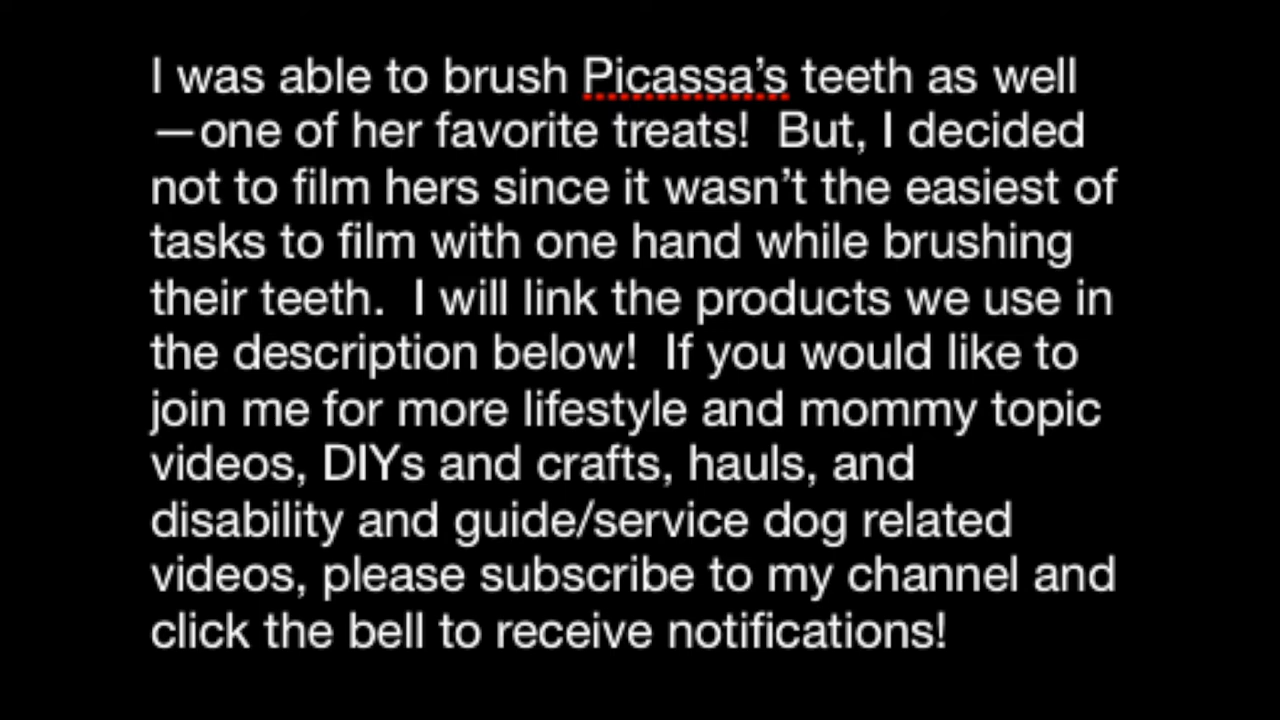 I was able to brush Picassa’s teeth as well
—one of her favorite treats!  But, I decided
not to film hers since it wasn’t the easiest of
tasks to film with one hand while brushing
their teeth.  I will link the products we use in
the description below!  If you would like to
join me for more lifestyle and mommy topic
videos, DIYs and crafts, hauls, and
disability and guide/service dog related
videos, please subscribe to my channel and
click the bell to receive notifications!